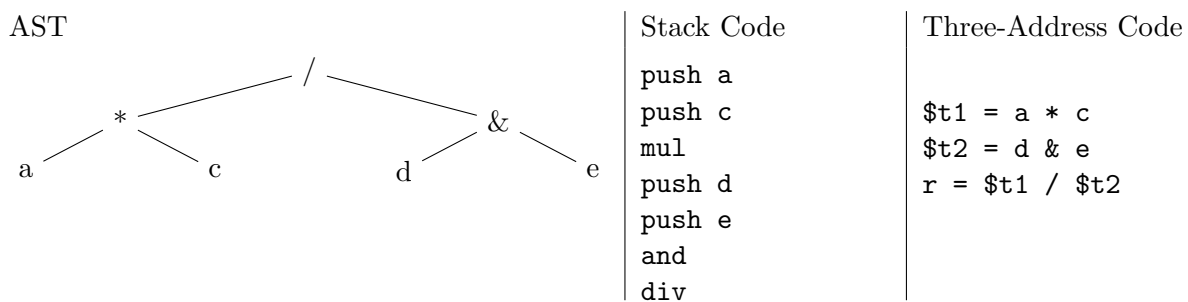 AST
/
* &
a c d e
Stack Code
push a
push c
mul
push d
push e
and
div
Three-Address Code
$t1 = a * c
$t2 = d & e
r = $t1 / $t2